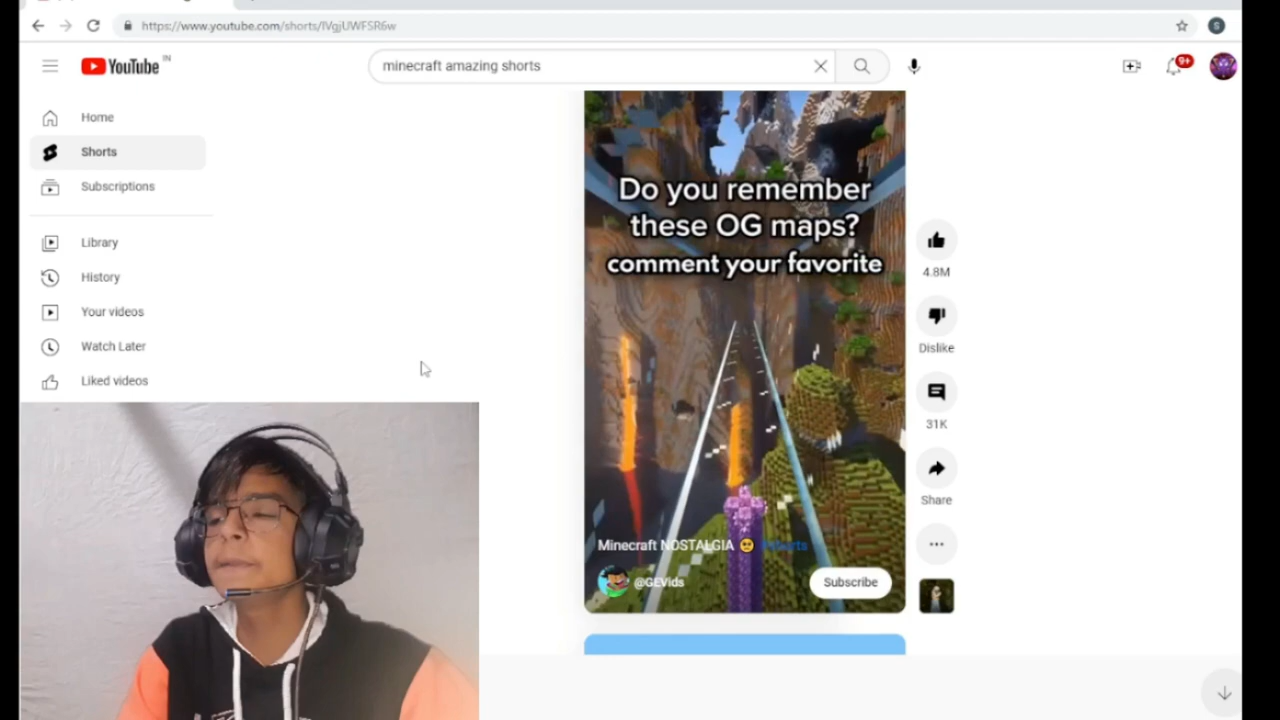 https://www.youtube.com/shorts/IVgjUWFSR6w
YouTube IN
minecraft amazing shorts
9+
Home
Shorts
Subscriptions
Library
History
Your videos
Watch Later
Liked videos
Do you remember
these OG maps?
comment your favorite
Minecraft NOSTALGIA #shorts
@GEVids
Subscribe
4.8M
Dislike
31K
Share